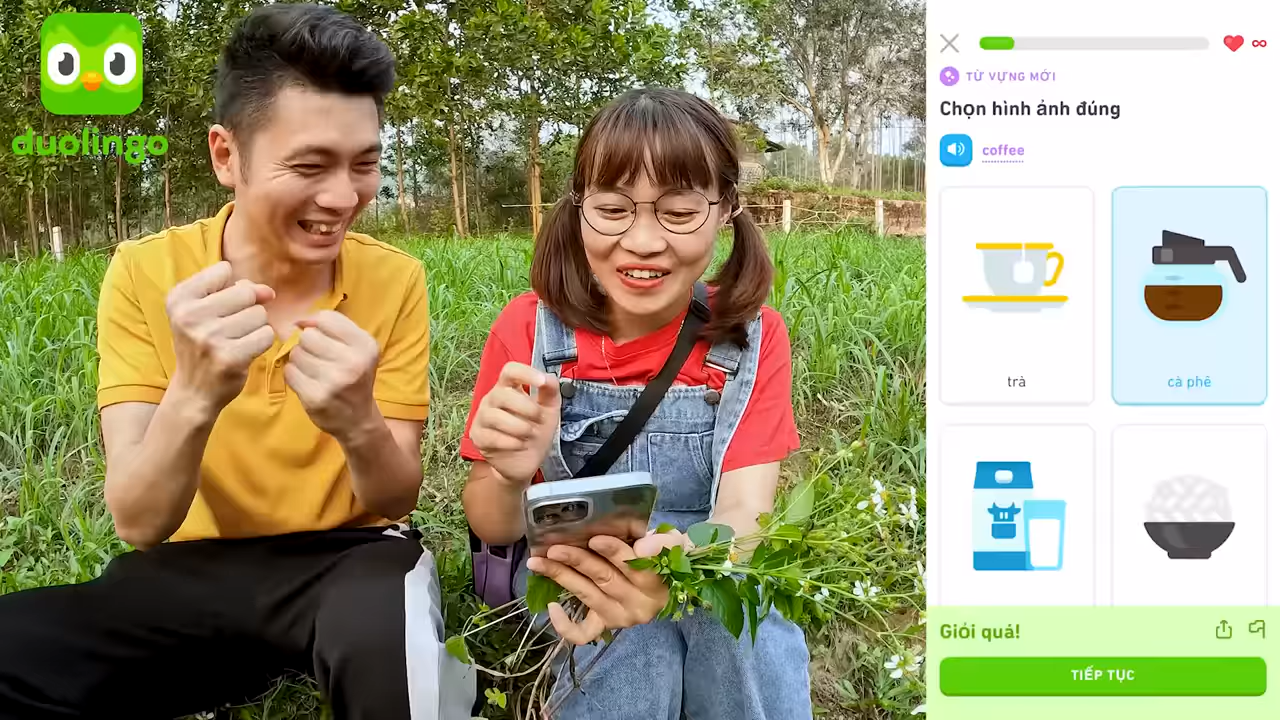 duolingo
TỪ VỰNG MỚI
Chọn hình ảnh đúng
coffee
trà
cà phê
Giỏi quá!
TIẾP TỤC